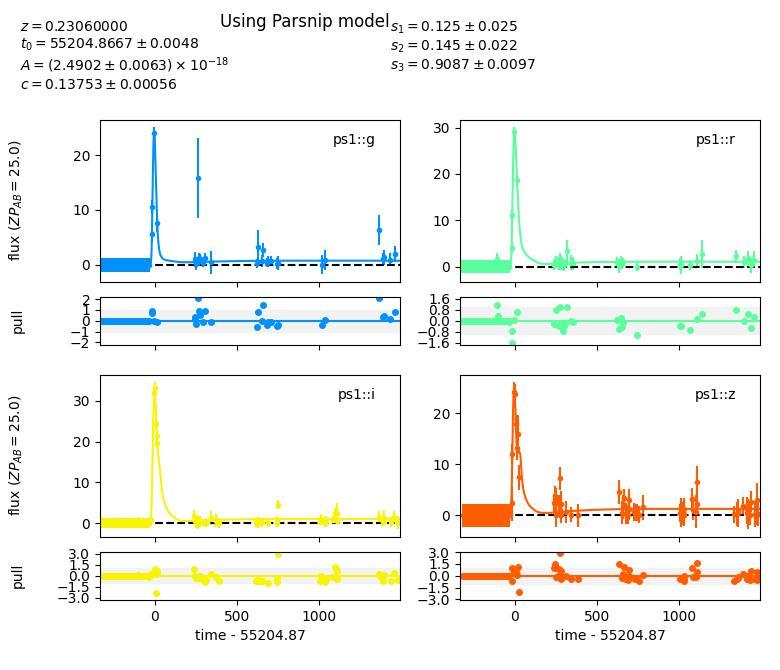 Using Parsnip model
z = 0.23060000
t₀ = 55204.8667 ± 0.0048
A = (2.4902 ± 0.0063) × 10⁻¹⁸
c = 0.13753 ± 0.00056
s₁ = 0.125 ± 0.025
s₂ = 0.145 ± 0.022
s₃ = 0.9087 ± 0.0097
flux (ZP_AB = 25.0)
20
10
0
ps1::g
30
20
10
0
ps1::r
pull
2
1
0
−1
−2
1.6
0.8
0.0
−0.8
−1.6
flux (ZP_AB = 25.0)
30
20
10
0
ps1::i
20
10
0
ps1::z
pull
3.0
1.5
0.0
−1.5
−3.0
3.0
1.5
0.0
−1.5
−3.0
0 500 1000
time - 55204.87
0 500 1000
time - 55204.87